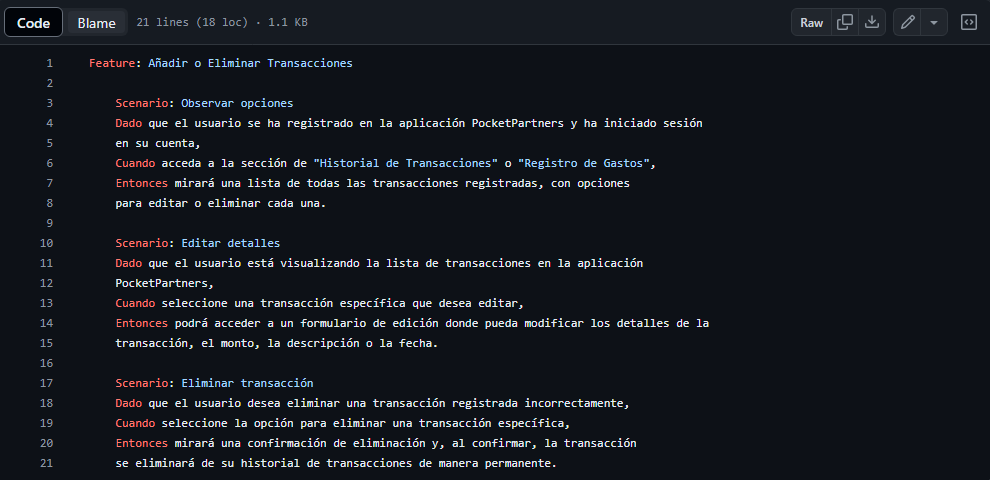 Code Blame 21 lines (18 loc) · 1.1 KB Raw
1 Feature: Añadir o Eliminar Transacciones
2
3 Scenario: Observar opciones
4 Dado que el usuario se ha registrado en la aplicación PocketPartners y ha iniciado sesión
5 en su cuenta,
6 Cuando acceda a la sección de "Historial de Transacciones" o "Registro de Gastos",
7 Entonces mirará una lista de todas las transacciones registradas, con opciones
8 para editar o eliminar cada una.
9
10 Scenario: Editar detalles
11 Dado que el usuario está visualizando la lista de transacciones en la aplicación
12 PocketPartners,
13 Cuando seleccione una transacción específica que desea editar,
14 Entonces podrá acceder a un formulario de edición donde pueda modificar los detalles de la
15 transacción, el monto, la descripción o la fecha.
16
17 Scenario: Eliminar transacción
18 Dado que el usuario desea eliminar una transacción registrada incorrectamente,
19 Cuando seleccione la opción para eliminar una transacción específica,
20 Entonces mirará una confirmación de eliminación y, al confirmar, la transacción
21 se eliminará de su historial de transacciones de manera permanente.